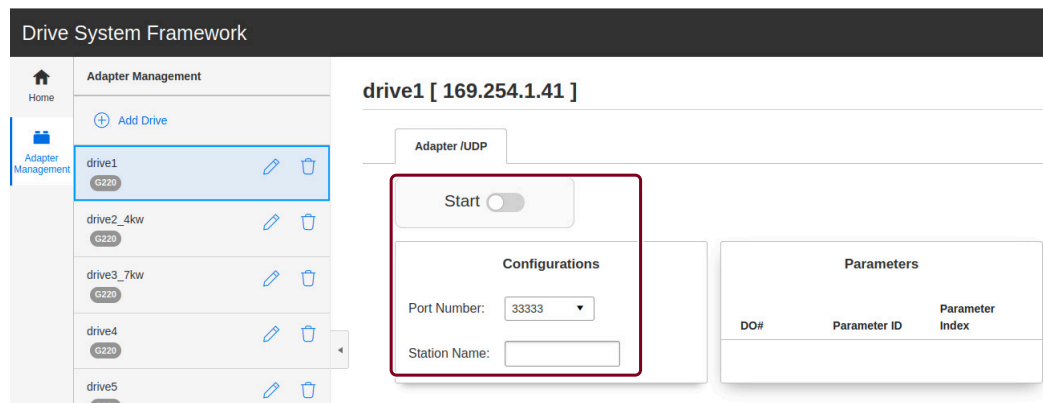 Drive System Framework
Home
Adapter
Management
Adapter Management
Add Drive
drive1
G220
drive2_4kw
G220
drive3_7kw
G220
drive4
G220
drive5
drive1 [ 169.254.1.41 ]
Adapter /UDP
Start
Configurations
Port Number: 33333
Station Name:
Parameters
DO# Parameter ID Parameter
Index